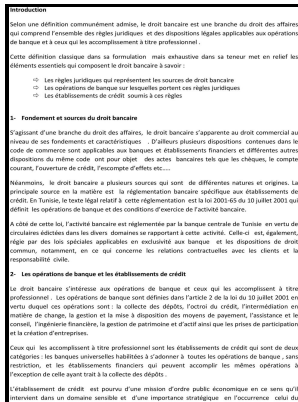 Introduction
Selon une définition communément admise, le droit bancaire est une branche du droit des affaires
qui comprend l'ensemble des règles juridiques et des dispositions légales applicables aux opérations
de banque et à ceux qui les accomplissement à titre professionnel .
Cette définition classique dans sa formulation mais exhaustive dans sa teneur met en relief les
éléments essentiels qui composent le droit bancaire à savoir :
⇨ Les règles juridiques qui représentent les sources de droit bancaire
⇨ Les opérations de banque sur lesquelles portent ces règles juridiques
⇨ Les établissements de crédit soumis à ces règles
1- Fondement et sources du droit bancaire
S'agissant d'une branche du droit des affaires, le droit bancaire s'apparente au droit commercial au
niveau de ses fondements et caractéristiques . D'ailleurs plusieurs dispositions contenues dans le
code de commerce sont applicables aux banques et établissements financiers et différentes autres
dispositions du même code ont pour objet des actes bancaires tels que les chèques, le compte
courant, l'ouverture de crédit, l'escompte d'effets etc.....
Néanmoins, le droit bancaire a plusieurs sources qui sont de différentes natures et origines. La
principale source en la matière est la réglementation bancaire spécifique aux établissements de
crédit. En Tunisie, le texte légal relatif à cette réglementation est la loi 2001-65 du 10 juillet 2001 qui
définit les opérations de banque et des conditions d'exercice de l'activité bancaire.
A côté de cette loi, l'activité bancaire est réglementée par la banque centrale de Tunisie en vertu de
circulaires édictées dans les divers domaines se rapportant à cette activité. Celle-ci est, également,
régie par des lois spéciales applicables en exclusivité aux banque et les dispositions de droit
commun, notamment, en ce qui concerne les relations contractuelles avec les clients et la
responsabilité civile.
2- Les opérations de banque et les établissements de crédit
Le droit bancaire s'intéresse aux opérations de banque et ceux qui les accomplissement à titre
professionnel . Les opérations de banque sont définies dans l'article 2 de la loi du 10 juillet 2001 en
vertu duquel ces opérations sont : la collecte des dépôts, l'octroi du crédit, l'intermédiation en
matière de change, la gestion et la mise à disposition des moyens de payement, l'assistance et le
conseil, l'ingénierie financière, la gestion de patrimoine et d'actif ainsi que les prises de participation
et la création d'entreprises.
Ceux qui les accomplissement à titre professionnel sont les établissements de crédit qui sont de deux
catégories : les banques universelles habilitées à s'adonner à toutes les opérations de banque , sans
restriction, et les établissements financiers qui peuvent accomplir les mêmes opérations à
l'exception de celle ayant trait à la collecte des dépôts .
L'établissement de crédit est pourvu d'une mission d'ordre public économique en ce sens qu'il
intervient dans un domaine sensible et d'une importance stratégique en l'occurrence celui du